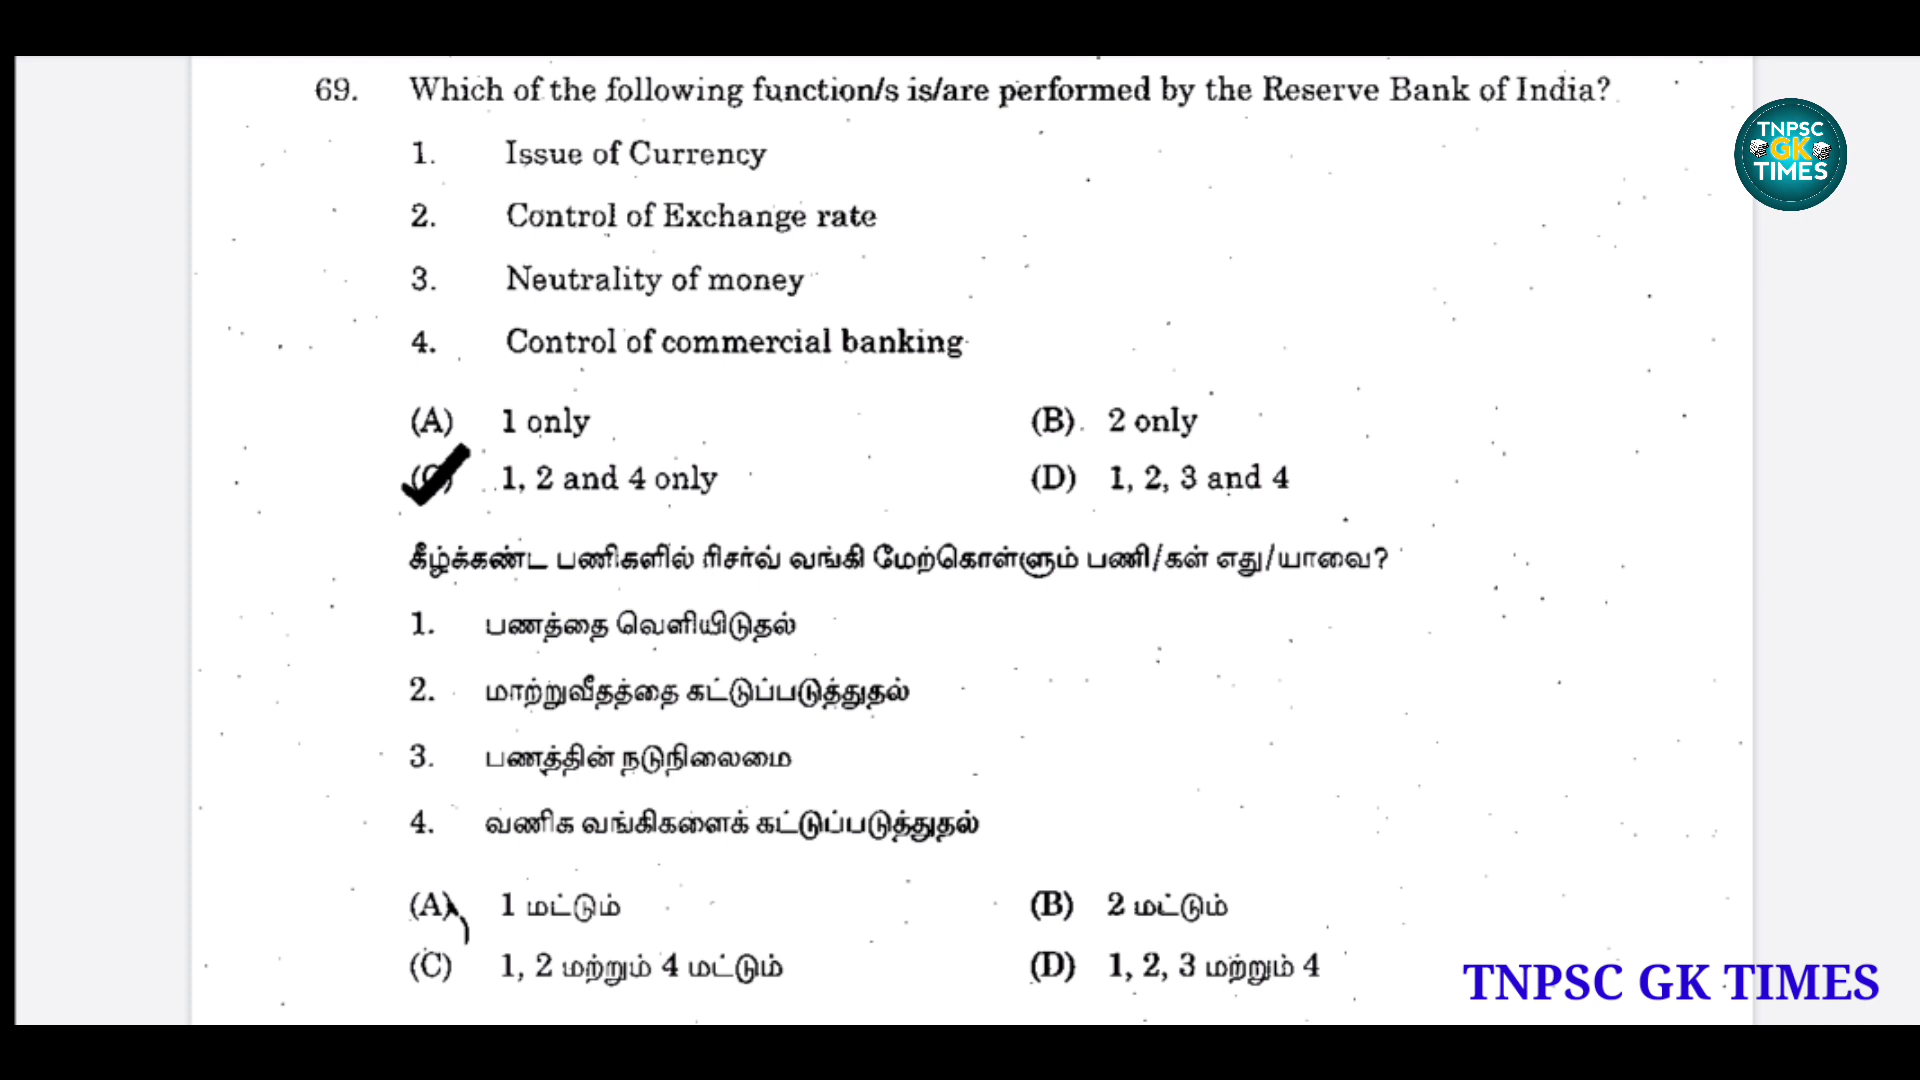 69. Which of the following function/s is/are performed by the Reserve Bank of India?
1. Issue of Currency
2. Control of Exchange rate
3. Neutrality of money
4. Control of commercial banking
(A) 1 only (B) 2 only
(C) 1, 2 and 4 only (D) 1, 2, 3 and 4
கீழ்க்கண்ட பணிகளில் ரிசர்வ் வங்கி மேற்கொள்ளும் பணி/கள் எது/யாவை?
1. பணத்தை வெளியிடுதல்
2. மாற்றுவீதத்தை கட்டுப்படுத்துதல்
3. பணத்தின் நடுநிலைமை
4. வணிக வங்கிகளைக் கட்டுப்படுத்துதல்
(A) 1 மட்டும் (B) 2 மட்டும்
(C) 1, 2 மற்றும் 4 மட்டும் (D) 1, 2, 3 மற்றும் 4
TNPSC
GK
TIMES
TNPSC GK TIMES